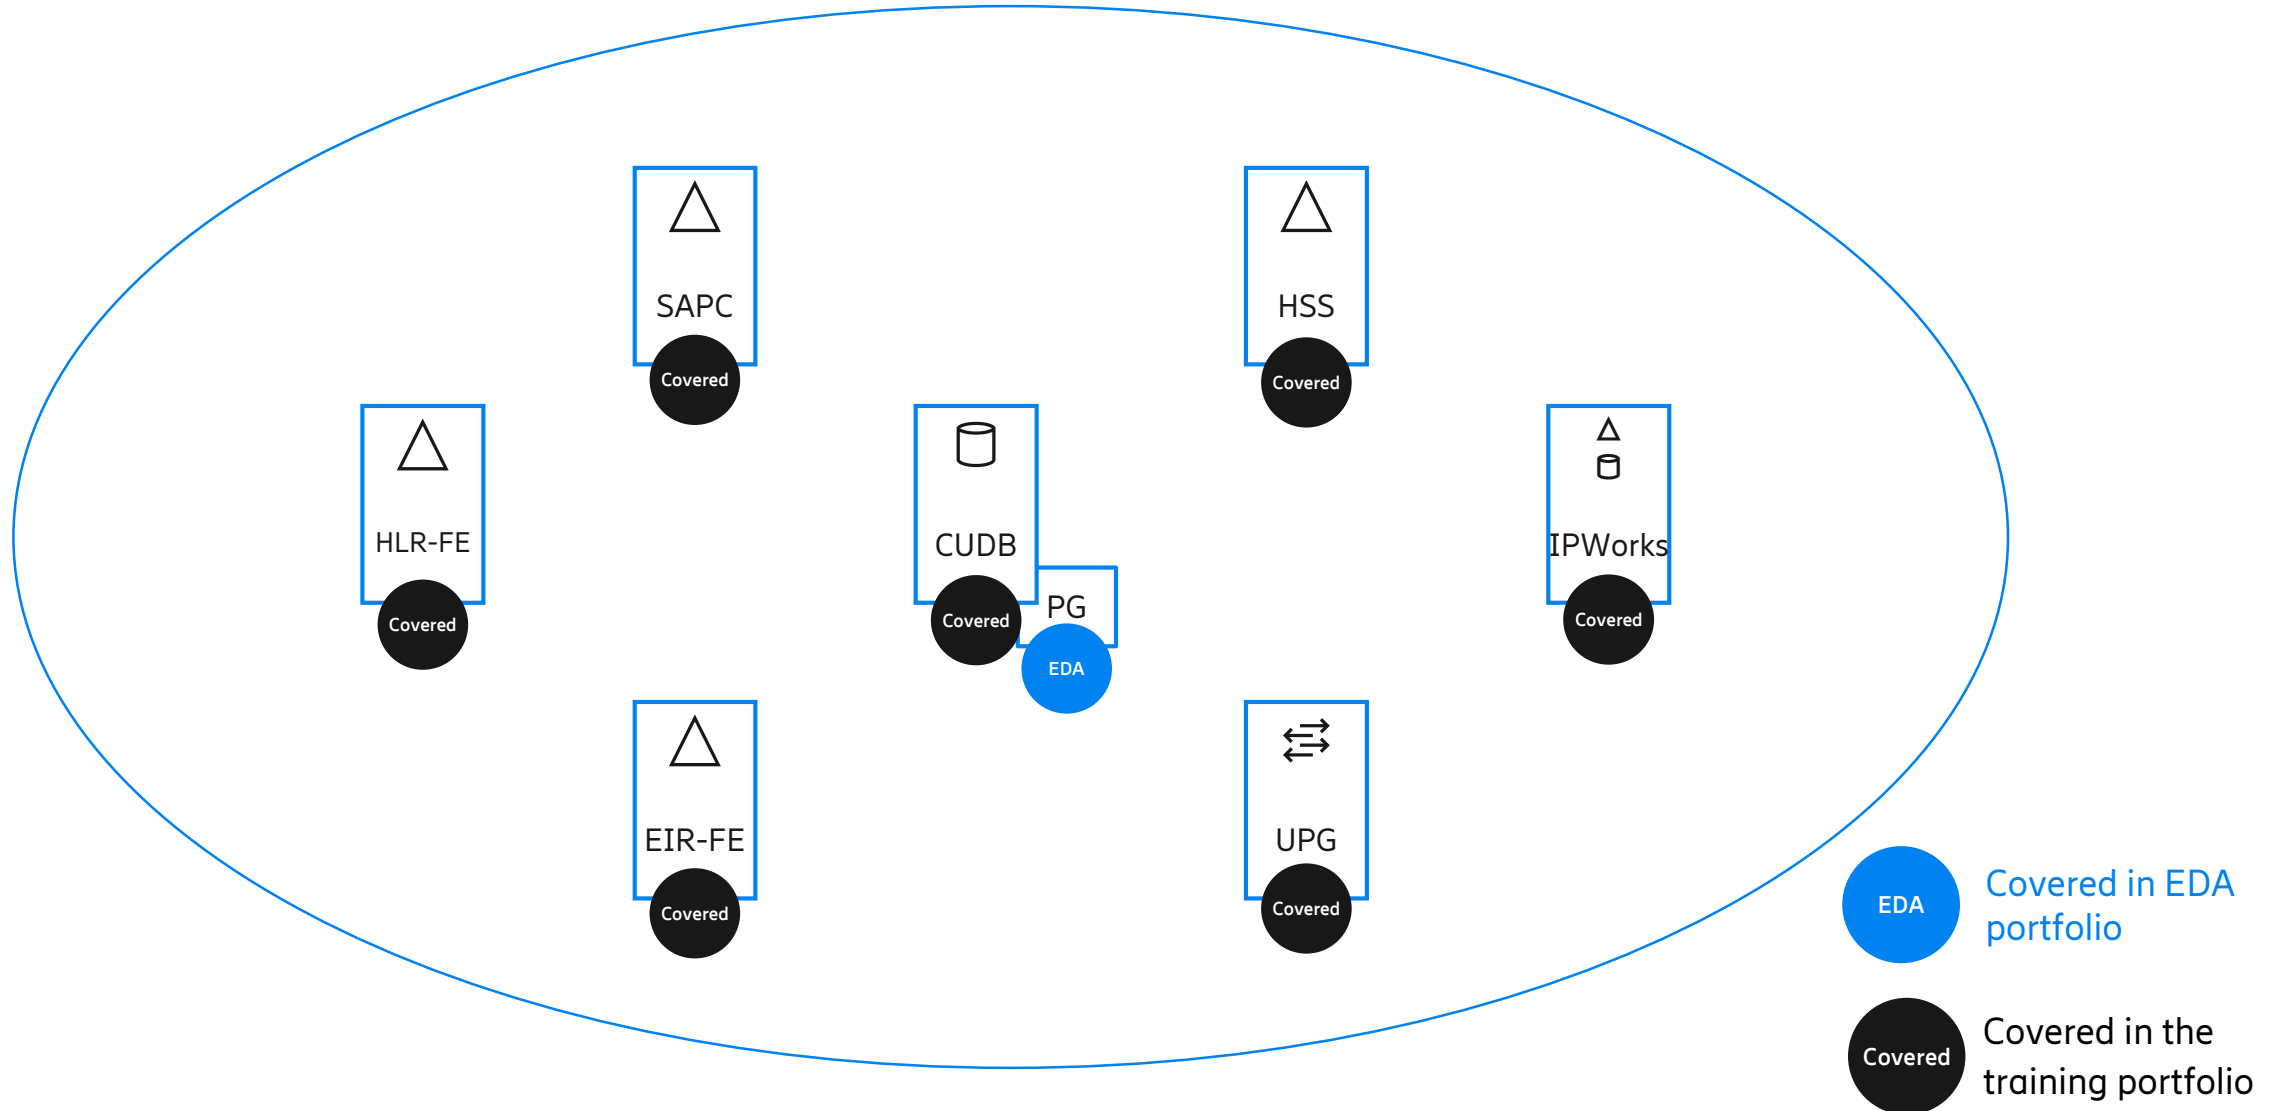 SAPC
Covered
HSS
Covered
HLR-FE
Covered
CUDB
Covered
PG
EDA
IPWorks
Covered
EIR-FE
Covered
UPG
Covered
EDA
Covered in EDA
portfolio
Covered
Covered in the
training portfolio